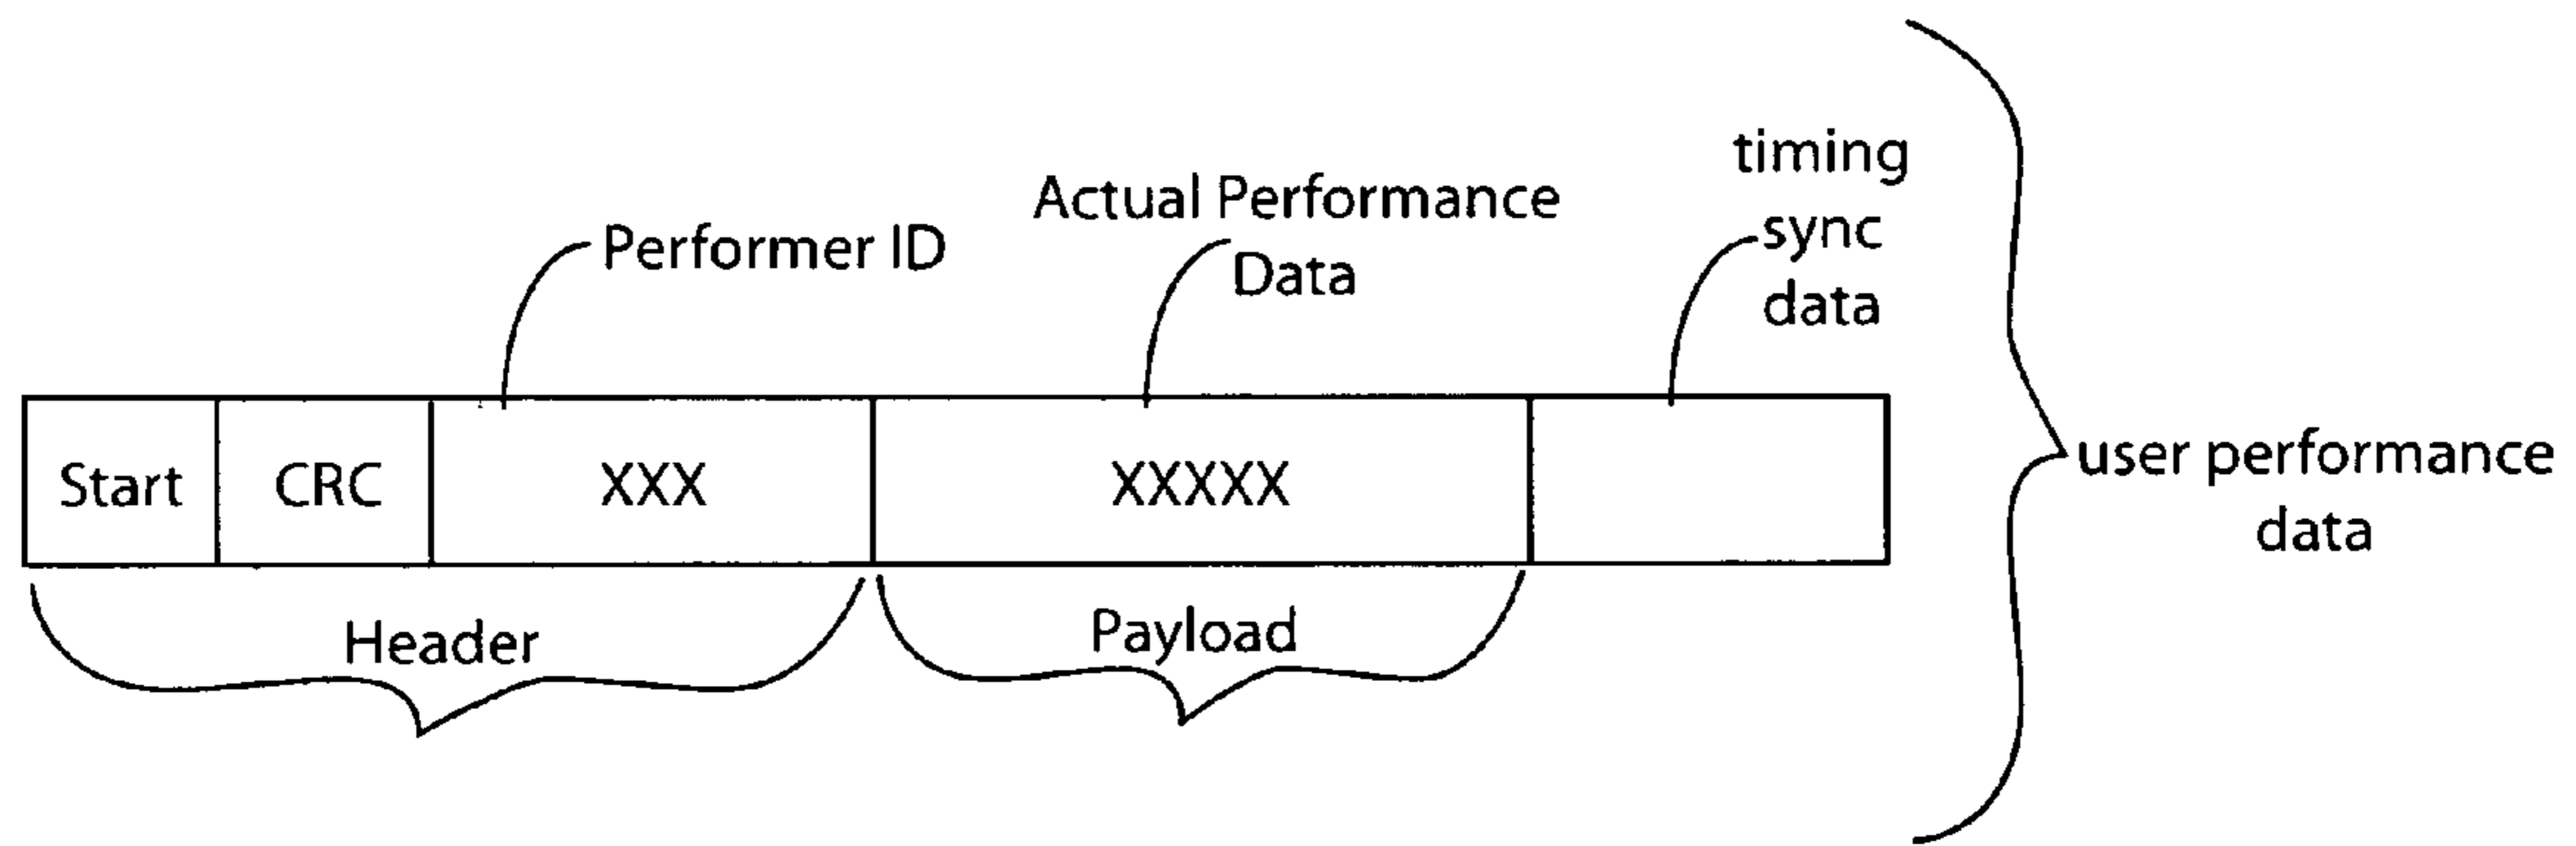 timing
sync
data
Actual Performance
Data
Performer ID
Start
CRC
XXX
XXXXX
user performance
data
Header
Payload